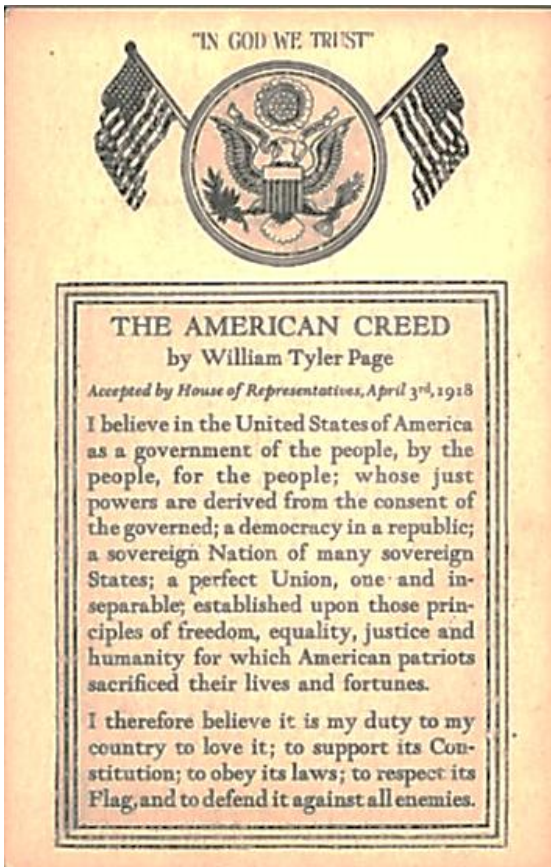 "IN GOD WE TRUST"
THE AMERICAN CREED
by William Tyler Page
Accepted by House of Representatives, April 3rd, 1918
I believe in the United States of America
as a government of the people, by the
people, for the people; whose just
powers are derived from the consent of
the governed; a democracy in a republic;
a sovereign Nation of many sovereign
States; a perfect Union, one and in-
separable; established upon those prin-
ciples of freedom, equality, justice and
humanity for which American patriots
sacrificed their lives and fortunes.
I therefore believe it is my duty to my
country to love it; to support its Con-
stitution; to obey its laws; to respect its
Flag, and to defend it against all enemies.